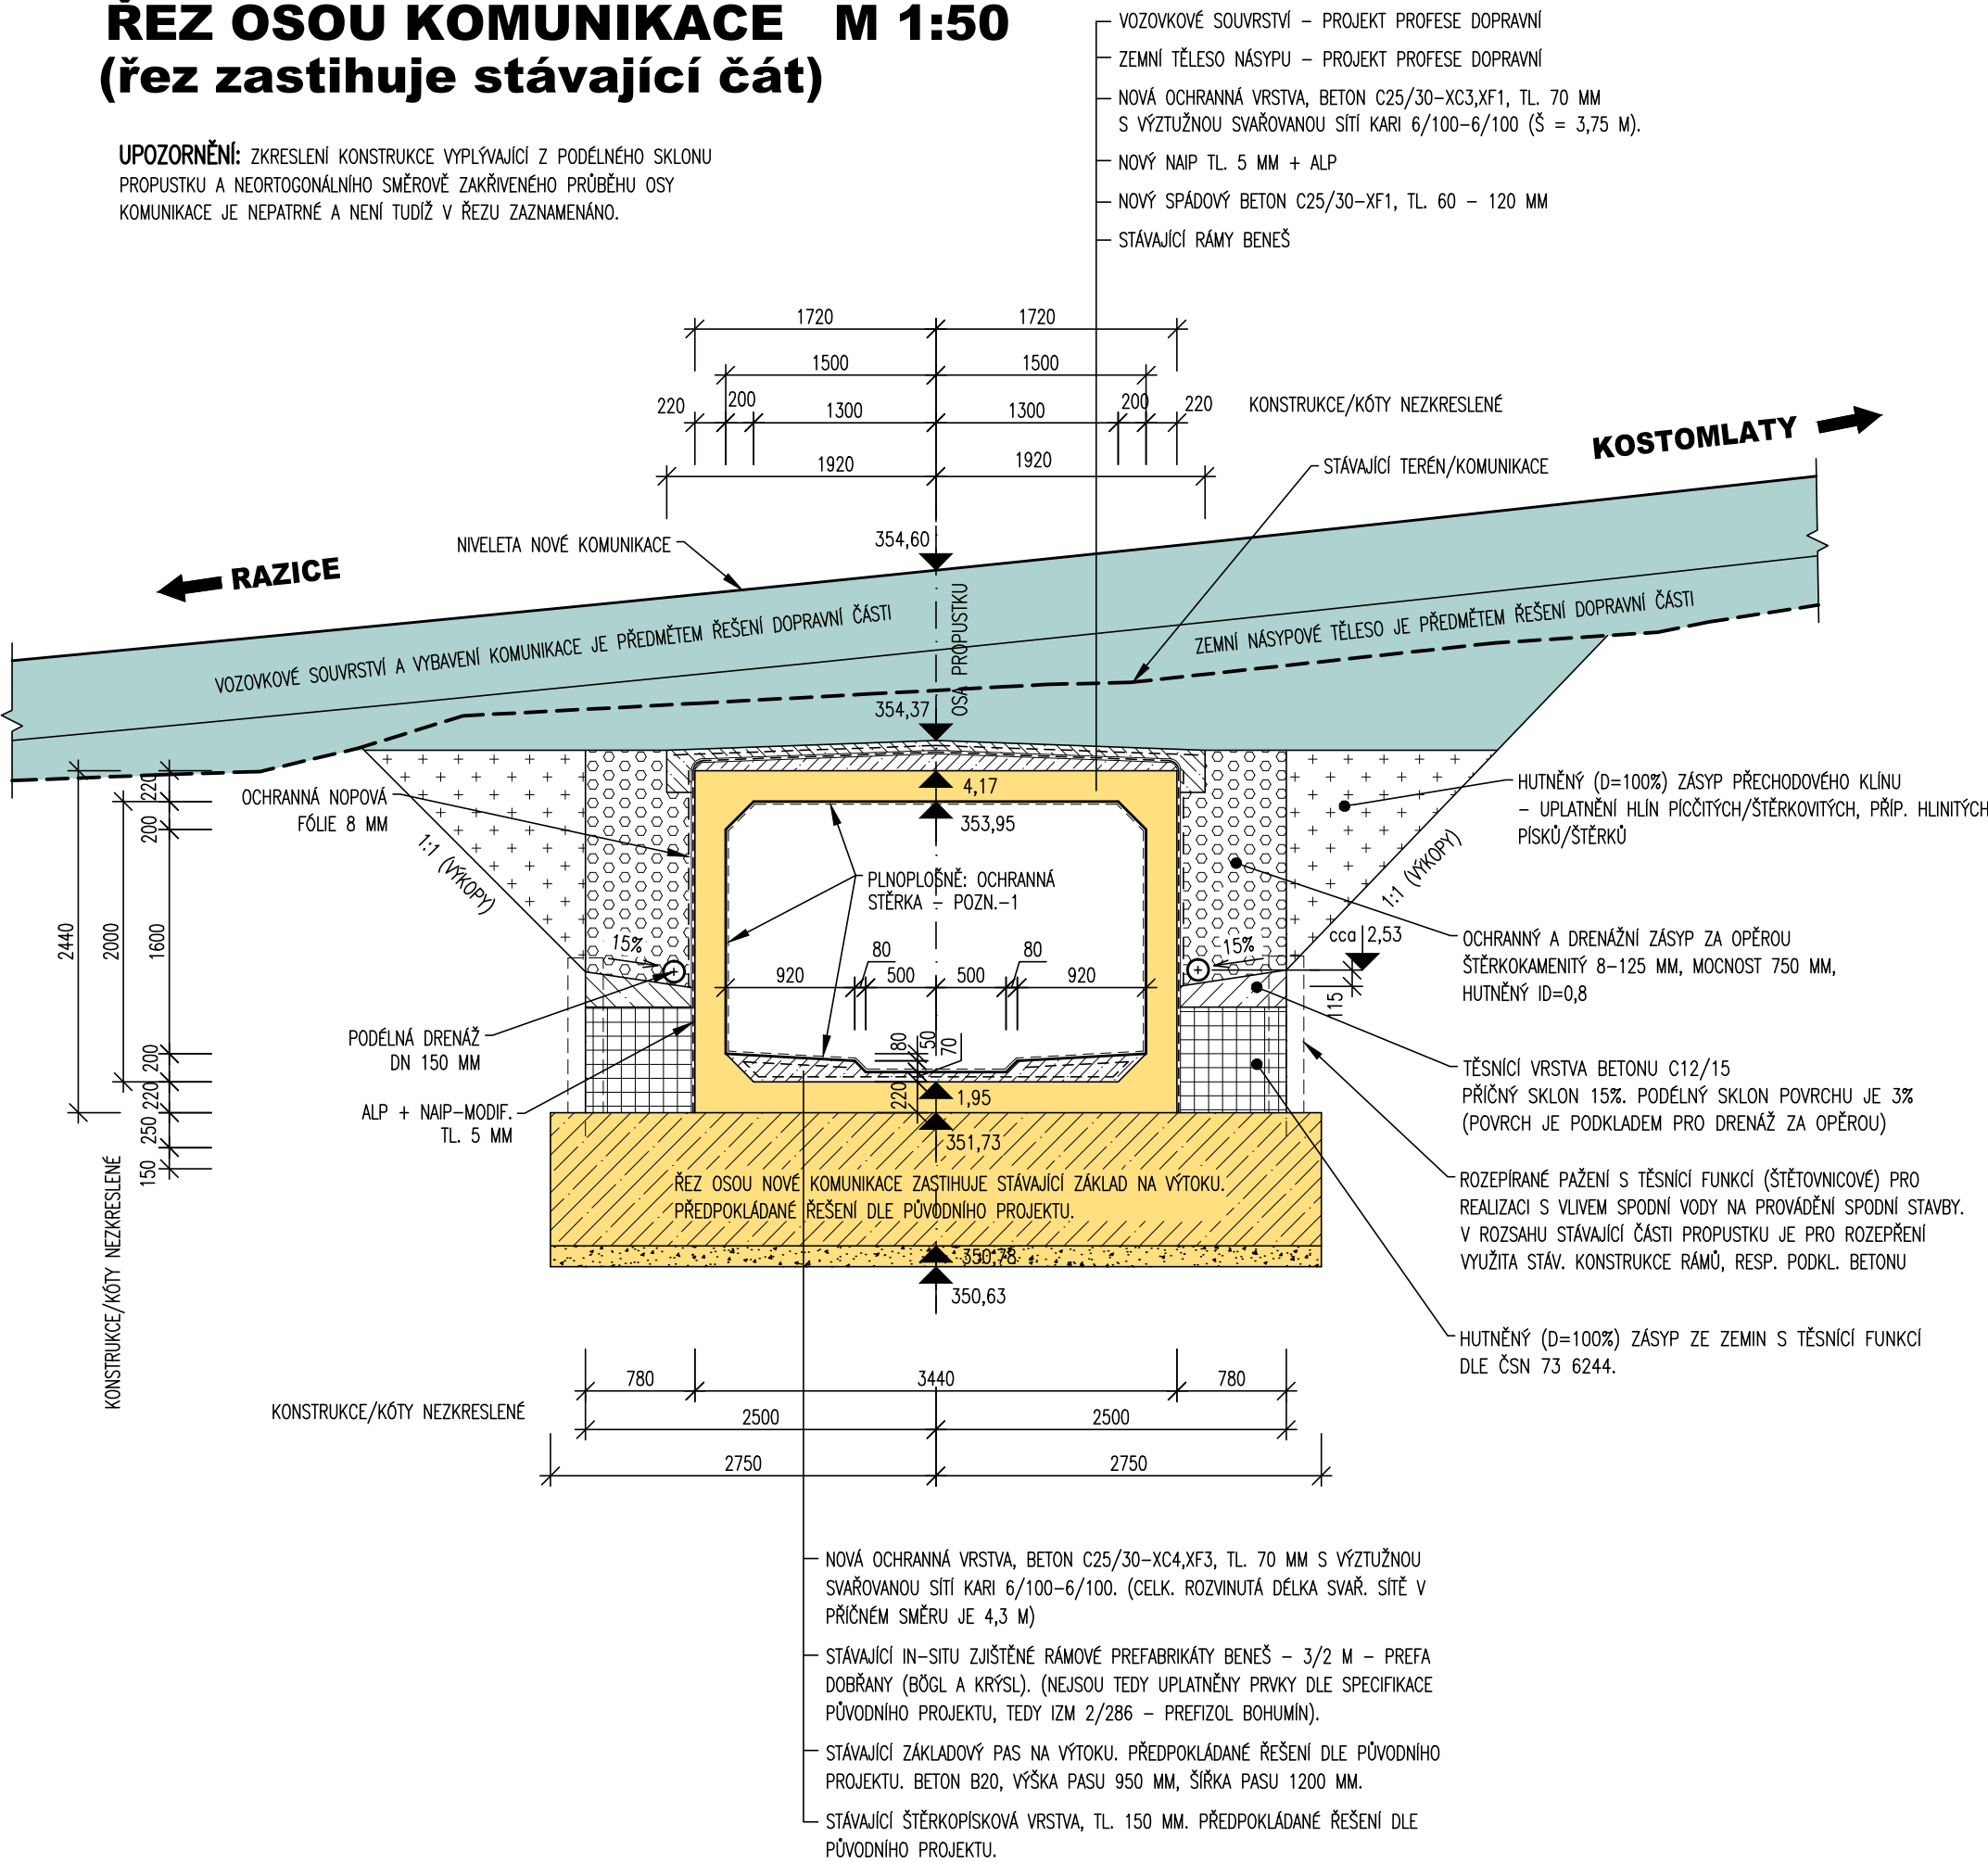 ŘEZ OSOU KOMUNIKACE M 1:50
(řez zastihuje stávající čát)
UPOZORNĚNÍ: ZKRESLENÍ KONSTRUKCE VYPLÝVAJÍCÍ Z PODÉLNÉHO SKLONU
PROPUSTKU A NEORTOGONÁLNÍHO SMĚROVĚ ZAKŘIVENÉHO PRŮBĚHU OSY
KOMUNIKACE JE NEPATRNÉ A NENÍ TUDÍŽ V ŘEZU ZAZNAMENÁNO.
VOZOVKOVÉ SOUVRSTVÍ – PROJEKT PROFESE DOPRAVNÍ
ZEMNÍ TĚLESO NÁSYPU – PROJEKT PROFESE DOPRAVNÍ
NOVÁ OCHRANNÁ VRSTVA, BETON C25/30-XC3,XF1, TL. 70 MM
S VÝZTUŽNOU SVAŘOVANOU SÍTÍ KARI 6/100-6/100 (Š = 3,75 M).
NOVÝ NAIP TL. 5 MM + ALP
NOVÝ SPÁDOVÝ BETON C25/30-XF1, TL. 60 – 120 MM
STÁVAJÍCÍ RÁMY BENEŠ
1720 1720
1500 1500
220 200 1300 1300 200 220
KONSTRUKCE/KÓTY NEZKRESLENÉ
1920 1920
KOSTOMLATY
STÁVAJÍCÍ TERÉN/KOMUNIKACE
NIVELETA NOVÉ KOMUNIKACE
354,60
RAZICE
OSA PROPUSTKU
VOZOVKOVÉ SOUVRSTVÍ A VYBAVENÍ KOMUNIKACE JE PŘEDMĚTEM ŘEŠENÍ DOPRAVNÍ ČÁSTI
ZEMNÍ NÁSYPOVÉ TĚLESO JE PŘEDMĚTEM ŘEŠENÍ DOPRAVNÍ ČÁSTI
354,37
4,17
353,95
OCHRANNÁ NOPOVÁ
FÓLIE 8 MM
1:1 (VÝKOPY)
1:1 (VÝKOPY)
HUTNĚNÝ (D=100%) ZÁSYP PŘECHODOVÉHO KLÍNU
– UPLATNĚNÍ HLÍN PÍCČITÝCH/ŠTĚRKOVITÝCH, PŘÍP. HLINITÝCH
PÍSKŮ/ŠTĚRKŮ
PLNOPLOŠNĚ: OCHRANNÁ
STĚRKA – POZN.-1
15% 15%
cca 2,53
115
OCHRANNÝ A DRENÁŽNÍ ZÁSYP ZA OPĚROU
ŠTĚRKOKAMENITÝ 8-125 MM, MOCNOST 750 MM,
HUTNĚNÝ ID=0,8
80 80
920 500 500 920
80 50 70
220
1,95
351,73
2440
2000
220 200 1600 200 220 250 150
KONSTRUKCE/KÓTY NEZKRESLENÉ
PODÉLNÁ DRENÁŽ
DN 150 MM
ALP + NAIP-MODIF.
TL. 5 MM
TĚSNÍCÍ VRSTVA BETONU C12/15
PŘÍČNÝ SKLON 15%. PODÉLNÝ SKLON POVRCHU JE 3%
(POVRCH JE PODKLADEM PRO DRENÁŽ ZA OPĚROU)
ŘEZ OSOU NOVÉ KOMUNIKACE ZASTIHUJE STÁVAJÍCÍ ZÁKLAD NA VÝTOKU.
PŘEDPOKLÁDANÉ ŘEŠENÍ DLE PŮVODNÍHO PROJEKTU.
350,78
350,63
ROZEPÍRANÉ PAŽENÍ S TĚSNÍCÍ FUNKCÍ (ŠTĚTOVNICOVÉ) PRO
REALIZACI S VLIVEM SPODNÍ VODY NA PROVÁDĚNÍ SPODNÍ STAVBY.
V ROZSAHU STÁVAJÍCÍ ČÁSTI PROPUSTKU JE PRO ROZEPŘENÍ
VYUŽITA STÁV. KONSTRUKCE RÁMŮ, RESP. PODKL. BETONU
HUTNĚNÝ (D=100%) ZÁSYP ZE ZEMIN S TĚSNÍCÍ FUNKCÍ
DLE ČSN 73 6244.
780 3440 780
KONSTRUKCE/KÓTY NEZKRESLENÉ
2500 2500
2750 2750
NOVÁ OCHRANNÁ VRSTVA, BETON C25/30-XC4,XF3, TL. 70 MM S VÝZTUŽNOU
SVAŘOVANOU SÍTÍ KARI 6/100-6/100. (CELK. ROZVINUTÁ DÉLKA SVAŘ. SÍTĚ V
PŘÍČNÉM SMĚRU JE 4,3 M)
STÁVAJÍCÍ IN-SITU ZJIŠTĚNÉ RÁMOVÉ PREFABRIKÁTY BENEŠ – 3/2 M – PREFA
DOBŘANY (BÖGL A KRÝSL). (NEJSOU TEDY UPLATNĚNY PRVKY DLE SPECIFIKACE
PŮVODNÍHO PROJEKTU, TEDY IZM 2/286 – PREFIZOL BOHUMÍN).
STÁVAJÍCÍ ZÁKLADOVÝ PAS NA VÝTOKU. PŘEDPOKLÁDANÉ ŘEŠENÍ DLE PŮVODNÍHO
PROJEKTU. BETON B20, VÝŠKA PASU 950 MM, ŠÍŘKA PASU 1200 MM.
STÁVAJÍCÍ ŠTĚRKOPÍSKOVÁ VRSTVA, TL. 150 MM. PŘEDPOKLÁDANÉ ŘEŠENÍ DLE
PŮVODNÍHO PROJEKTU.